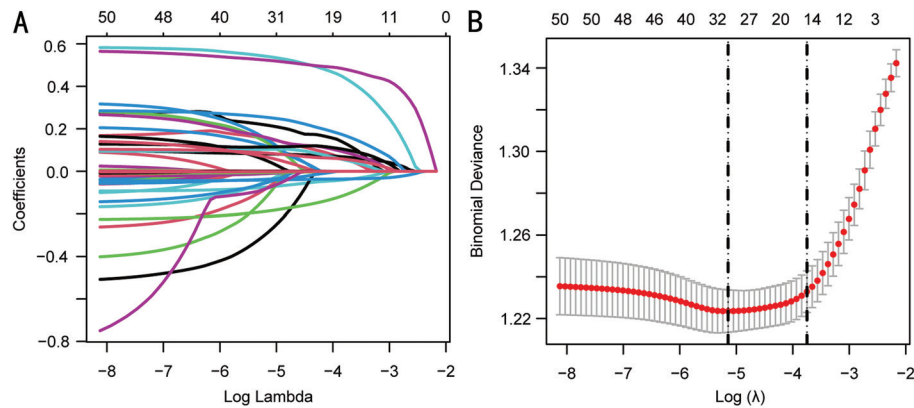 A
50 48 40 31 19 11 0
0.6
0.4
0.2
0.0
−0.4
−0.8
Coefficients
−8 −7 −6 −5 −4 −3 −2
Log Lambda
B
50 50 48 46 40 32 27 20 14 12 3
1.34
1.30
1.26
1.22
Binomial Deviance
−8 −7 −6 −5 −4 −3 −2
Log (λ)